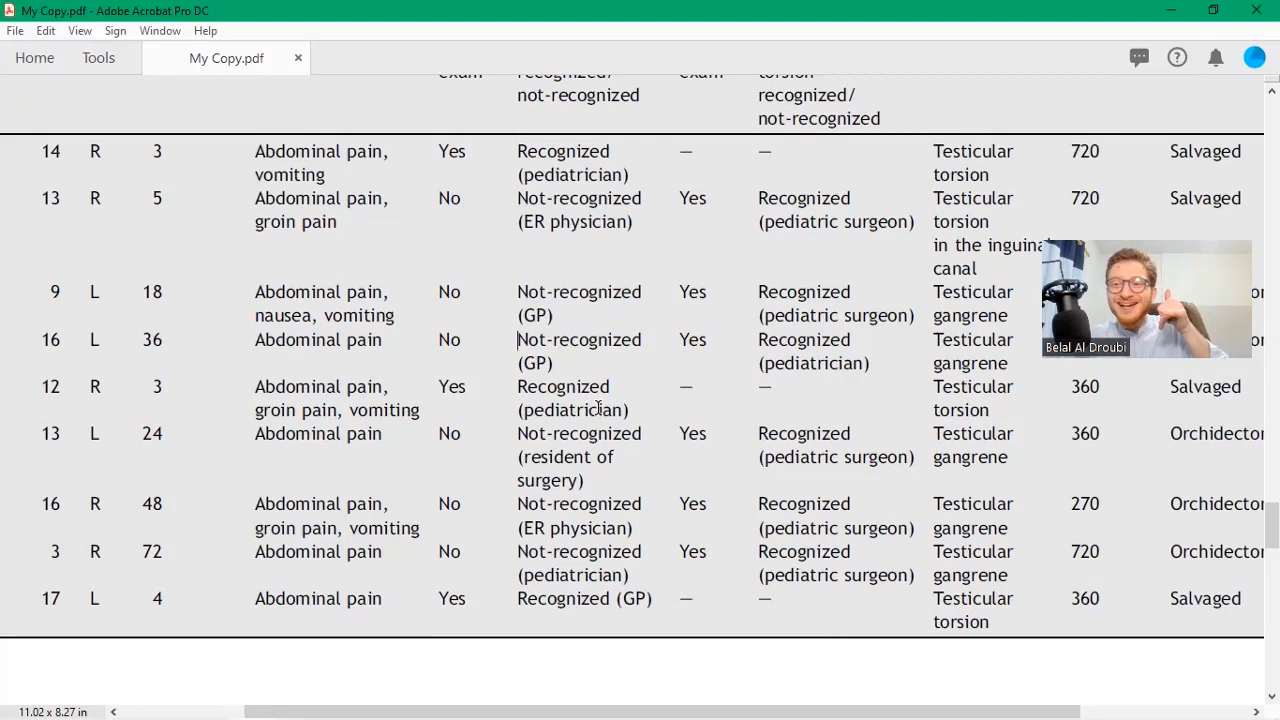 My Copy.pdf - Adobe Acrobat Pro DC
File Edit View Sign Window Help
Home Tools My Copy.pdf ×
exam recognized/ exam torsion
not-recognized recognized/
not-recognized
14 R 3 Abdominal pain, Yes Recognized — — Testicular 720 Salvaged
vomiting (pediatrician) torsion
13 R 5 Abdominal pain, No Not-recognized Yes Recognized Testicular 720 Salvaged
groin pain (ER physician) (pediatric surgeon) torsion
in the inguinal
canal
9 L 18 Abdominal pain, No Not-recognized Yes Recognized Testicular
nausea, vomiting (GP) (pediatric surgeon) gangrene
16 L 36 Abdominal pain No Not-recognized Yes Recognized Testicular
Belal Al Droubi
(GP) (pediatrician) gangrene
12 R 3 Abdominal pain, Yes Recognized — — Testicular 360 Salvaged
groin pain, vomiting (pediatrician) torsion
13 L 24 Abdominal pain No Not-recognized Yes Recognized Testicular 360 Orchidector
(resident of (pediatric surgeon) gangrene
surgery)
16 R 48 Abdominal pain, No Not-recognized Yes Recognized Testicular 270 Orchidector
groin pain, vomiting (ER physician) (pediatric surgeon) gangrene
3 R 72 Abdominal pain No Not-recognized Yes Recognized Testicular 720 Orchidector
(pediatrician) (pediatric surgeon) gangrene
17 L 4 Abdominal pain Yes Recognized (GP) — — Testicular 360 Salvaged
torsion
11.02 x 8.27 in